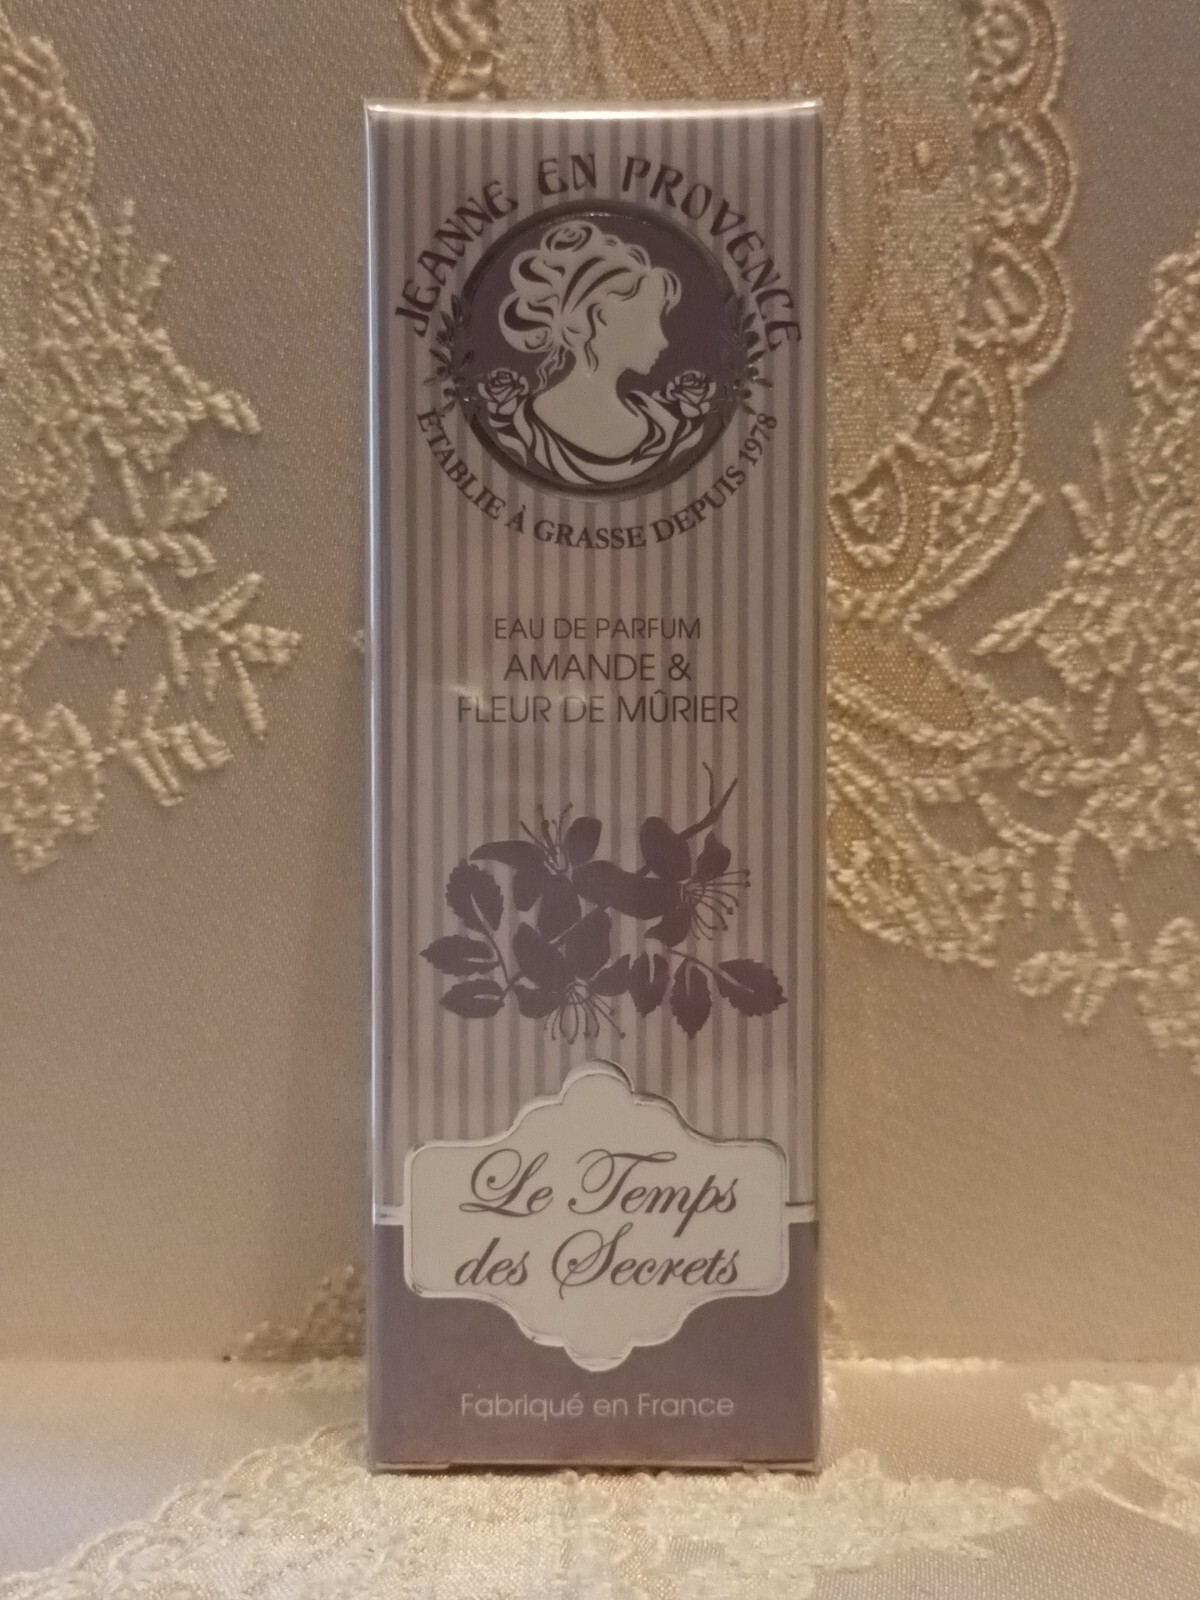 JEANNE EN PROVENCE
ÉTABLIE À GRASSE DEPUIS 1978
EAU DE PARFUM
AMANDE &
FLEUR DE MÛRIER
Le Temps
des Secrets
Fabriqué en France